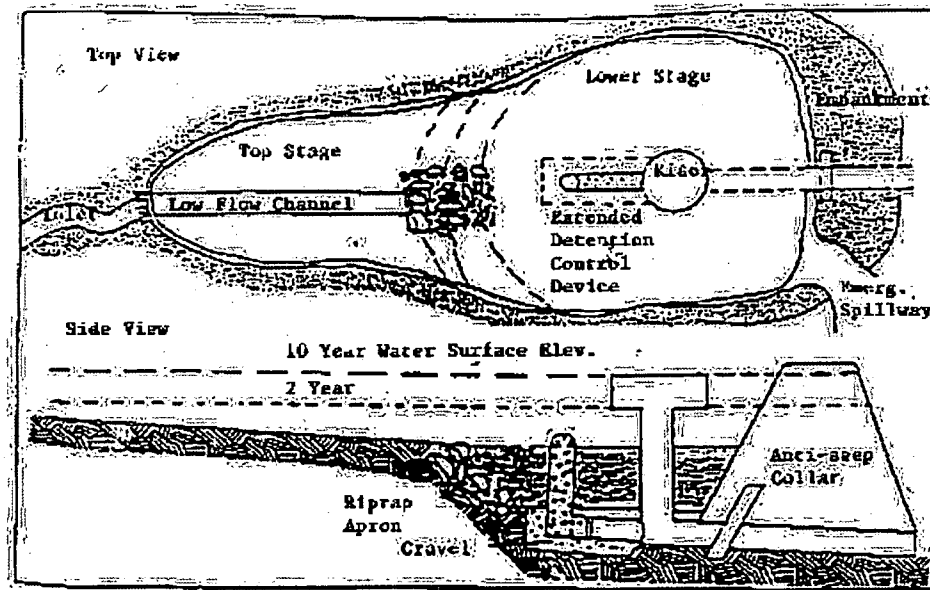 Top View
Lower Stage
Embankment
Top Stage
Riser
Low Flow Channel
Inlet
Extended
Detention
Control
Device
Emerg.
Spillway
Side View
10 Year Water Surface Elev.
2 Year
Anti-seep
Collar
Riprap
Apron
Gravel